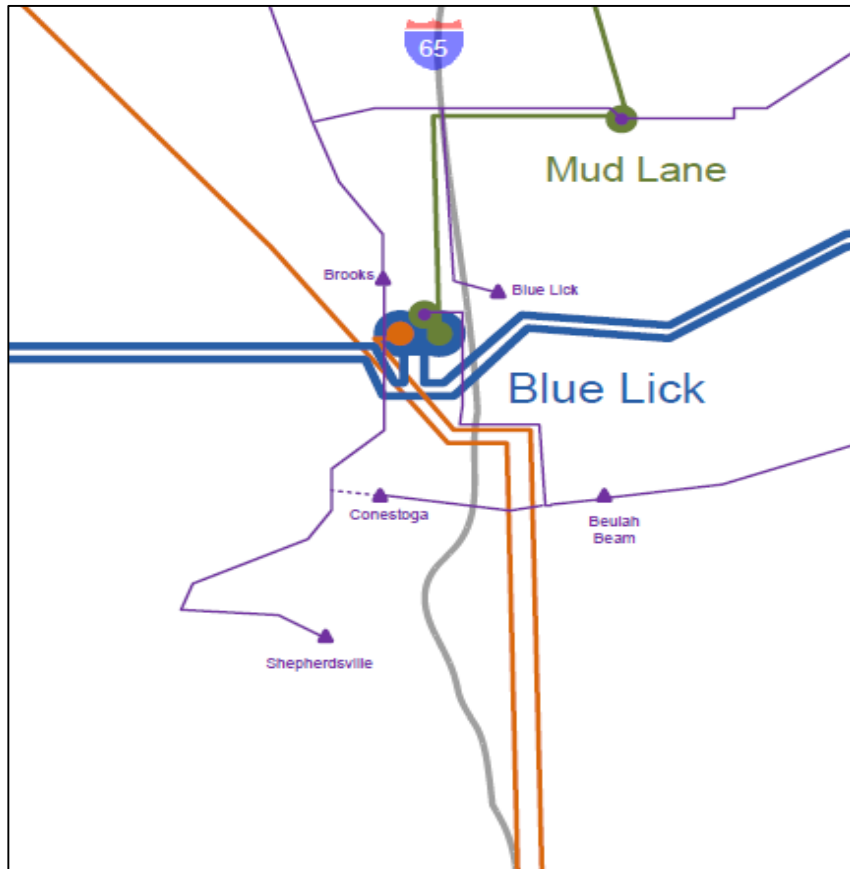 65
Mud Lane
Brooks
Blue Lick
Blue Lick
Conestoga
Beulah
Beam
Shepherdsville